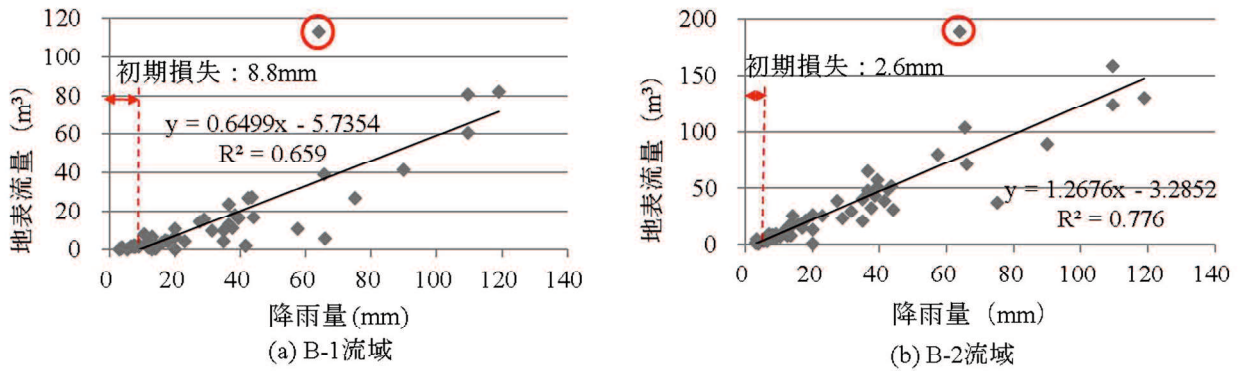 120
100
80
60
40
20
0
地表流量 (m³)
初期損失：8.8mm
y = 0.6499x - 5.7354
R² = 0.659
0 20 40 60 80 100 120 140
降雨量 (mm)
(a) B-1流域
200
150
100
50
0
地表流量 (m³)
初期損失：2.6mm
y = 1.2676x - 3.2852
R² = 0.776
0 20 40 60 80 100 120 140
降雨量 (mm)
(b) B-2流域